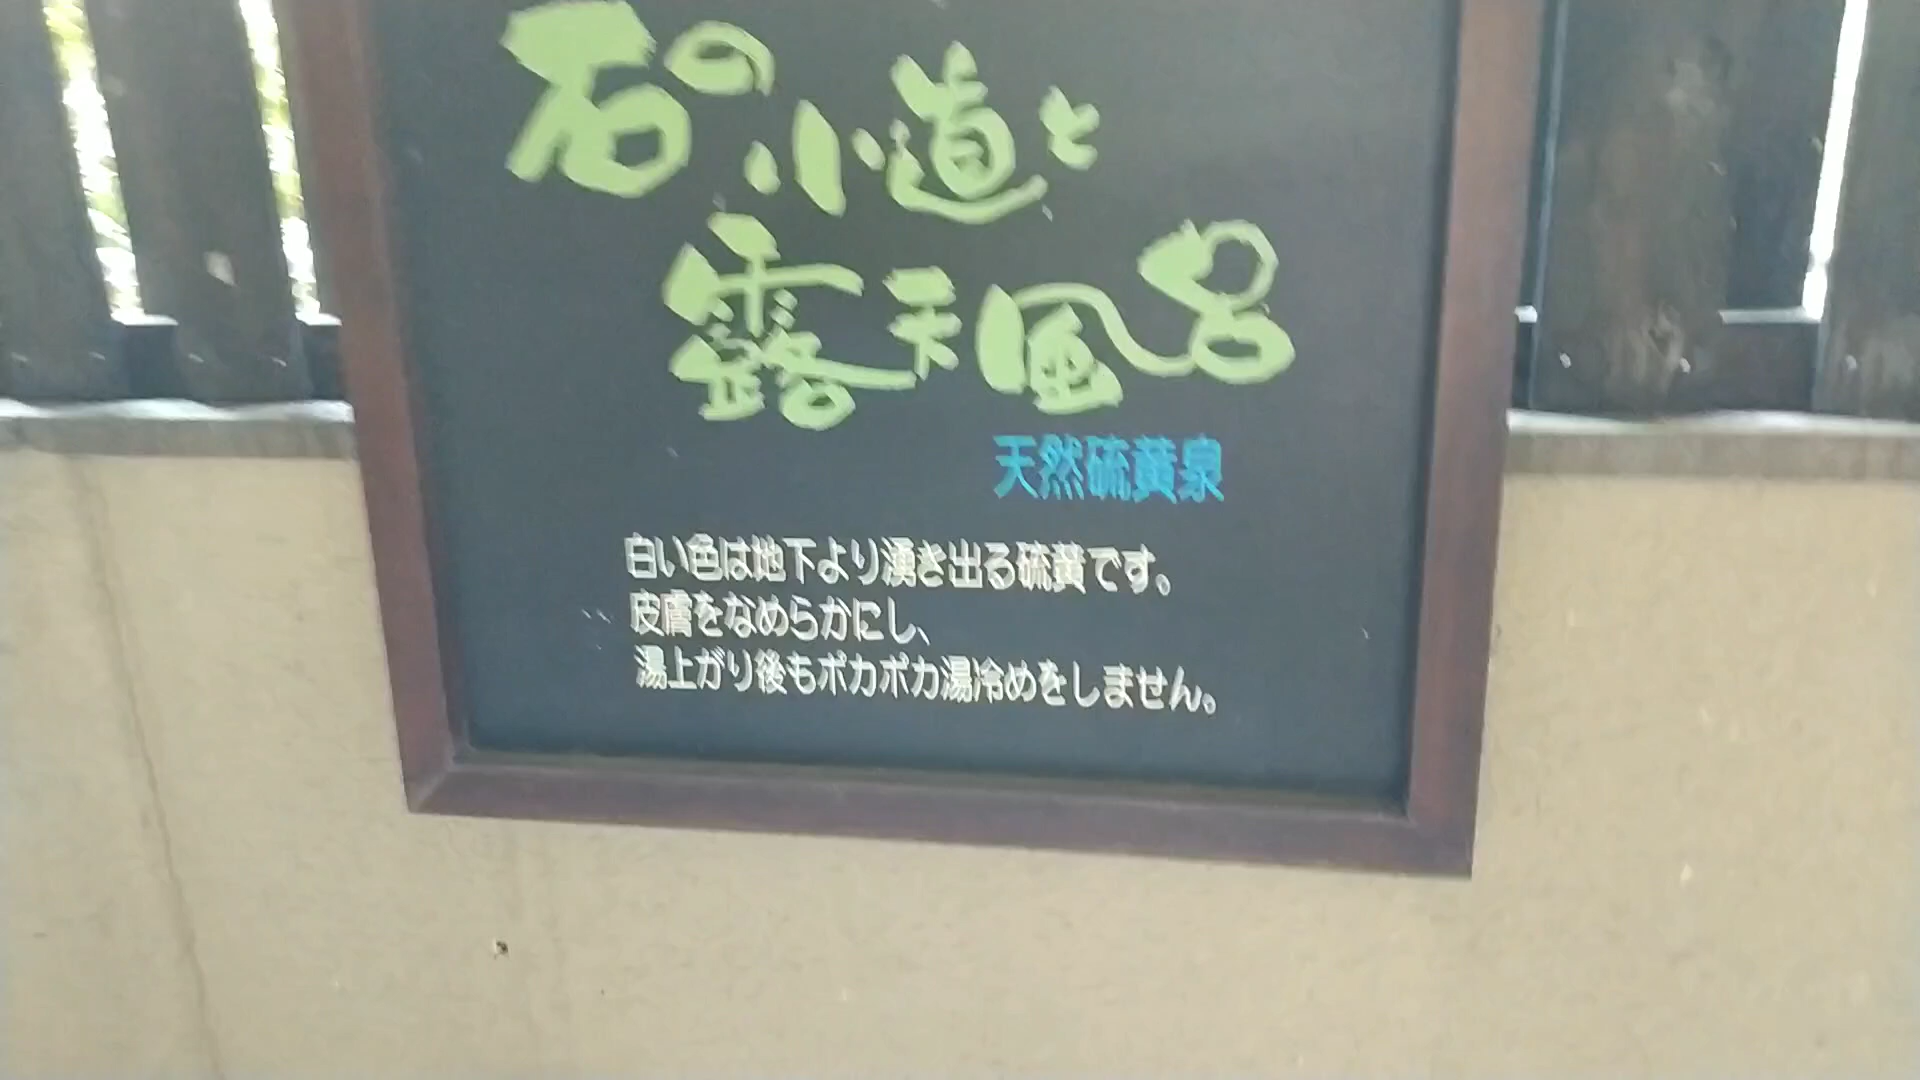 石の小道と
露天風呂
天然硫黄泉
白い色は地下より湧き出る硫黄です。
皮膚をなめらかにし、
湯上がり後もポカポカ湯冷めをしません。